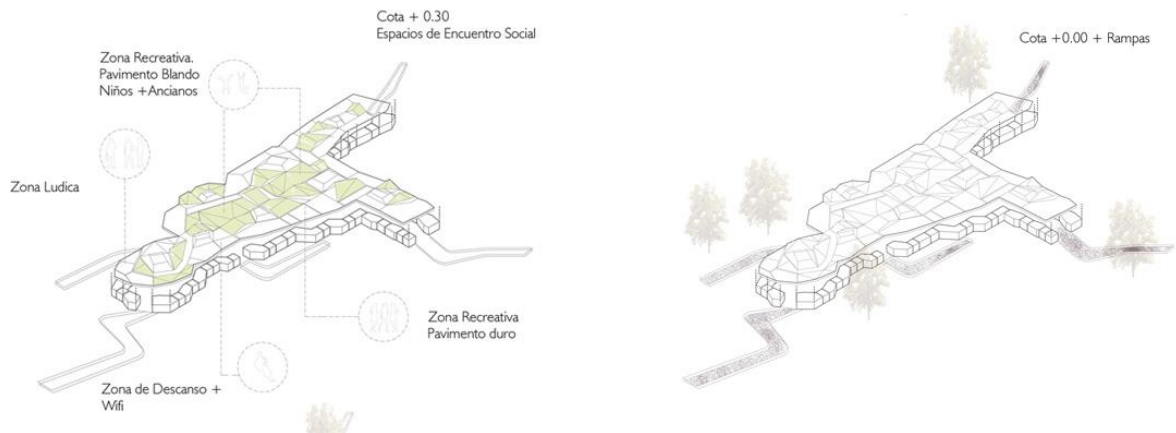 Cota + 0.30
Espacios de Encuentro Social
Zona Recreativa.
Pavimento Blando
Niños +Ancianos
Zona Ludica
Zona Recreativa
Pavimento duro
Zona de Descanso +
Wifi
Cota +0.00 + Rampas